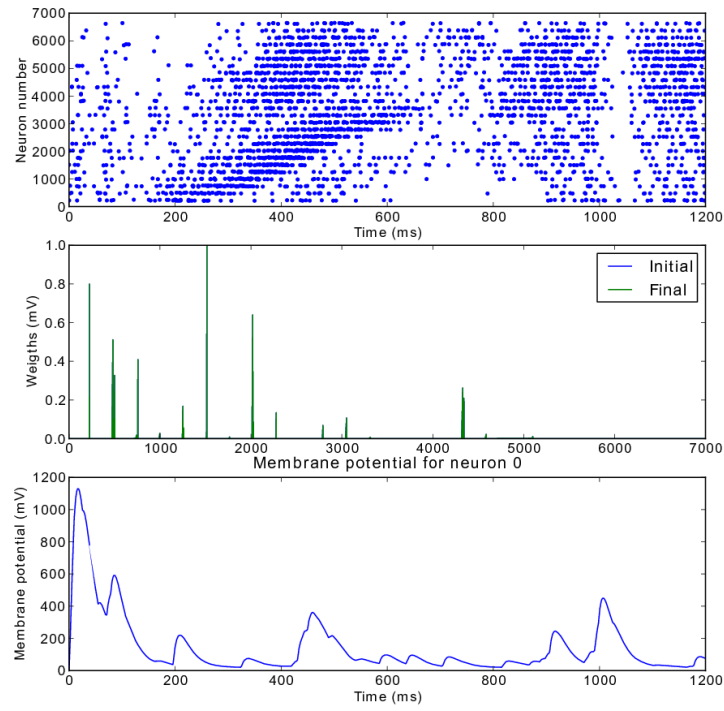 7000
6000
5000
4000
3000
2000
1000
0
Neuron number
0 200 400 600 800 1000 1200
Time (ms)
1.0
0.8
0.6
0.4
0.2
0.0
Weigths (mV)
Initial
Final
0 1000 2000 3000 4000 5000 6000 7000
Membrane potential for neuron 0
1200
1000
800
600
400
200
0
Membrane potential (mV)
0 200 400 600 800 1000 1200
Time (ms)